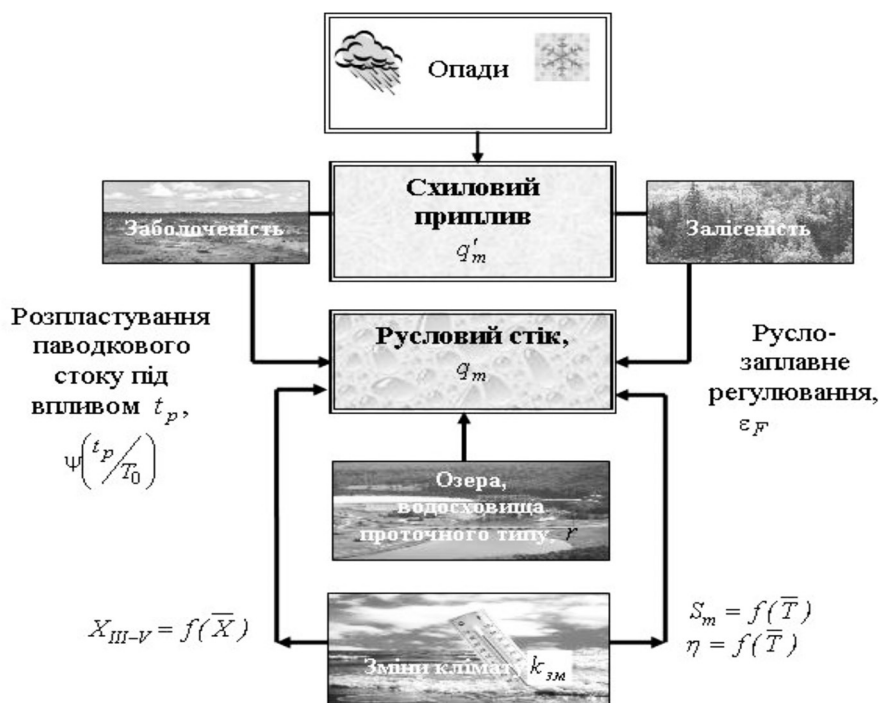 Опади
Схиловий
приплив
q'm
Заболоченість
Залісеність
Розпластування
паводкового
стоку під
впливом tp,
Ψ(tp/T0)
Русловий стік,
qm
Русло-
заплавне
регулювання,
εF
Озера,
водосховища
проточного типу, r
XIII–V = f(X̅)
Зміни клімату kзм
Sm = f(T̅)
η = f(T̅)